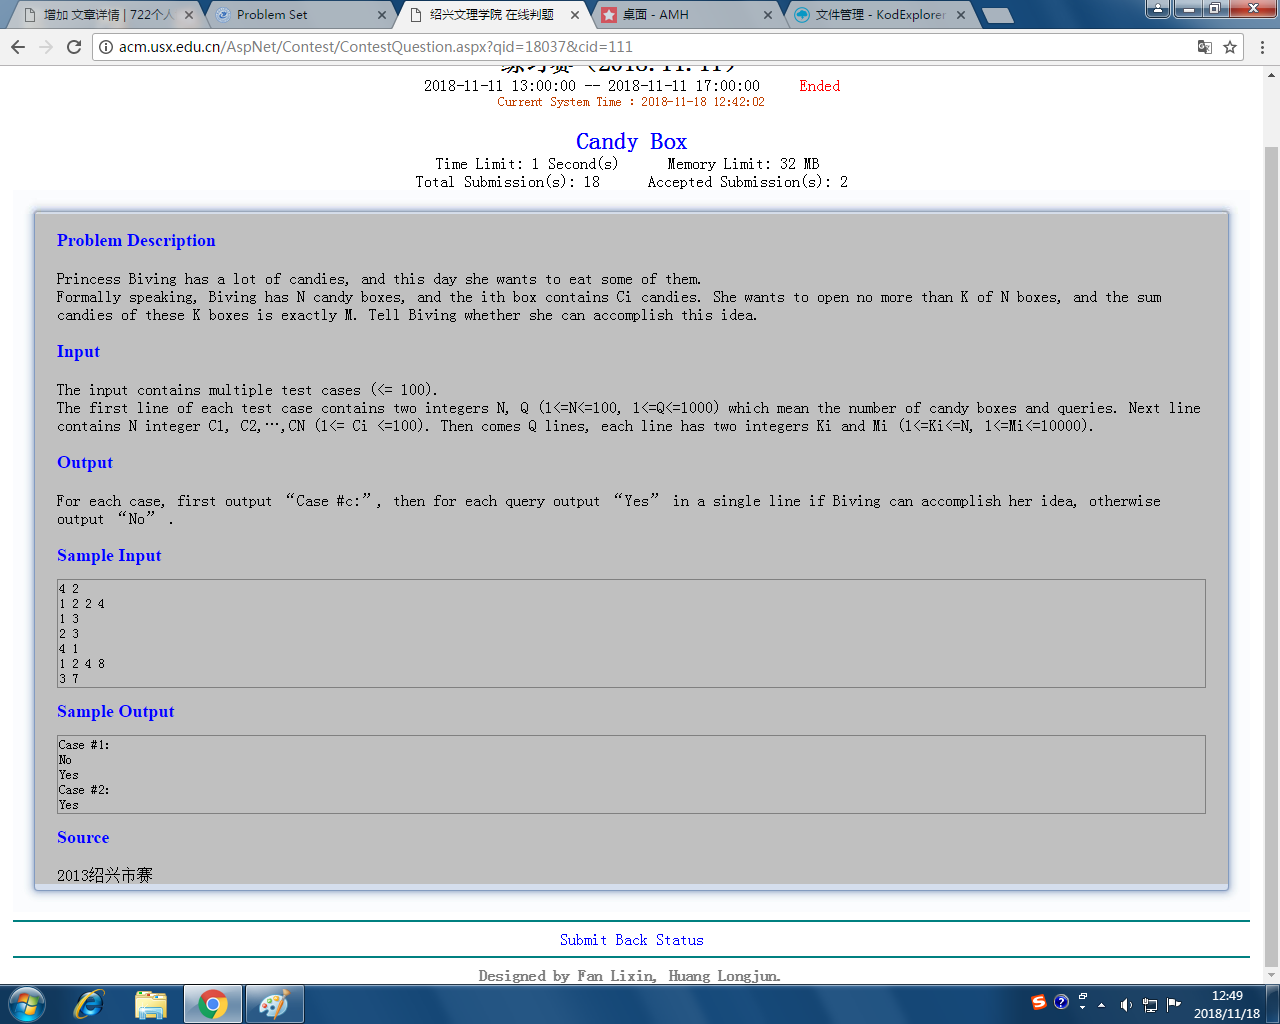 增加 文章详情 | 722个人
Problem Set
绍兴文理学院 在线判题
桌面 - AMH
文件管理 - KodExplorer
acm.usx.edu.cn/AspNet/Contest/ContestQuestion.aspx?qid=18037&cid=111
练习赛 (2018.11.11)
2018-11-11 13:00:00 -- 2018-11-11 17:00:00 Ended
Current System Time : 2018-11-18 12:42:02
Candy Box
Time Limit: 1 Second(s) Memory Limit: 32 MB
Total Submission(s): 18 Accepted Submission(s): 2
Problem Description
Princess Biving has a lot of candies, and this day she wants to eat some of them.
Formally speaking, Biving has N candy boxes, and the ith box contains Ci candies. She wants to open no more than K of N boxes, and the sum
candies of these K boxes is exactly M. Tell Biving whether she can accomplish this idea.
Input
The input contains multiple test cases (<= 100).
The first line of each test case contains two integers N, Q (1<=N<=100, 1<=Q<=1000) which mean the number of candy boxes and queries. Next line
contains N integer C1, C2,…,CN (1<= Ci <=100). Then comes Q lines, each line has two integers Ki and Mi (1<=Ki<=N, 1<=Mi<=10000).
Output
For each case, first output “Case #c:”, then for each query output “Yes” in a single line if Biving can accomplish her idea, otherwise
output “No” .
Sample Input
4 2
1 2 2 4
1 3
2 3
4 1
1 2 4 8
3 7
Sample Output
Case #1:
No
Yes
Case #2:
Yes
Source
2013绍兴市赛
Submit Back Status
Designed by Fan Lixin, Huang Longjun.
12:49
2018/11/18